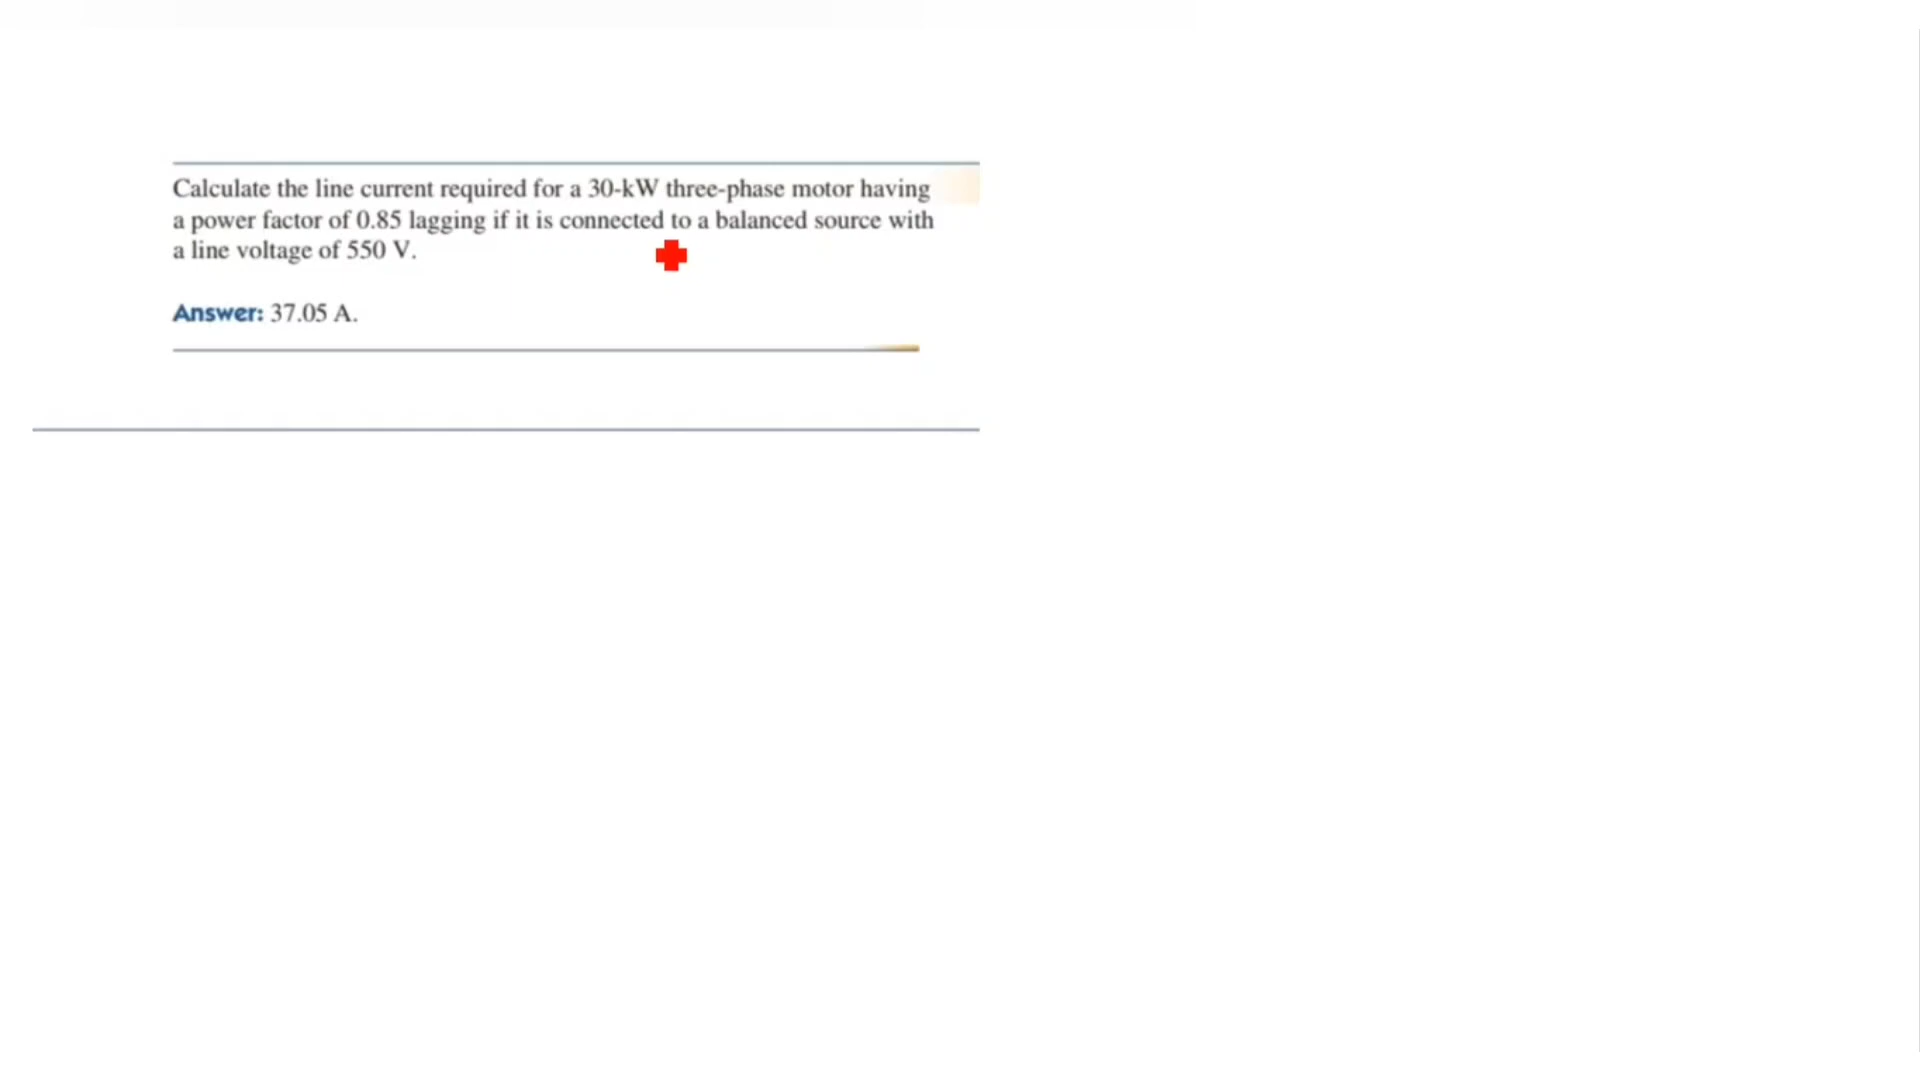 Calculate the line current required for a 30-kW three-phase motor having
a power factor of 0.85 lagging if it is connected to a balanced source with
a line voltage of 550 V.
Answer: 37.05 A.